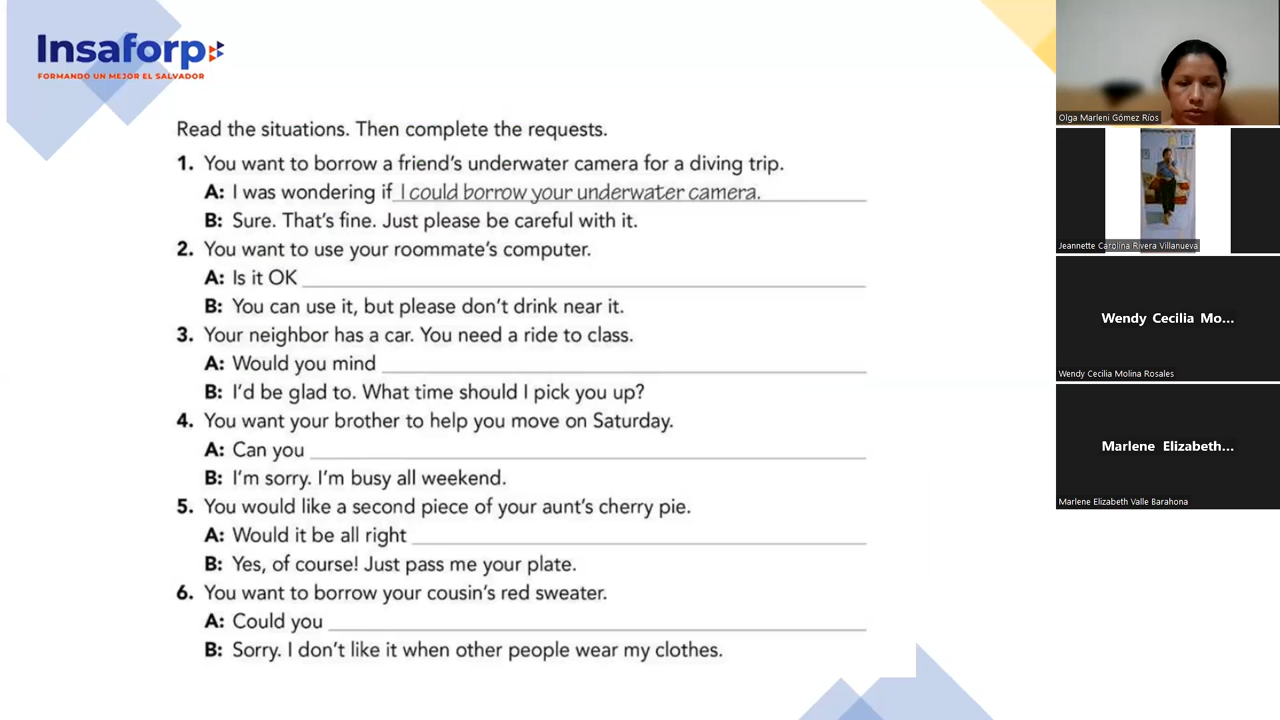 Insaforp
FORMANDO UN MEJOR EL SALVADOR
Read the situations. Then complete the requests.
1. You want to borrow a friend's underwater camera for a diving trip.
A: I was wondering if I could borrow your underwater camera.
B: Sure. That's fine. Just please be careful with it.
2. You want to use your roommate's computer.
A: Is it OK
B: You can use it, but please don't drink near it.
3. Your neighbor has a car. You need a ride to class.
A: Would you mind
B: I'd be glad to. What time should I pick you up?
4. You want your brother to help you move on Saturday.
A: Can you
B: I'm sorry. I'm busy all weekend.
5. You would like a second piece of your aunt's cherry pie.
A: Would it be all right
B: Yes, of course! Just pass me your plate.
6. You want to borrow your cousin's red sweater.
A: Could you
B: Sorry. I don't like it when other people wear my clothes.
Olga Marleni Gómez Ríos
Jeannette Carolina Rivera Villanueva
Wendy Cecilia Mo...
Wendy Cecilia Molina Rosales
Marlene Elizabeth...
Marlene Elizabeth Valle Barahona